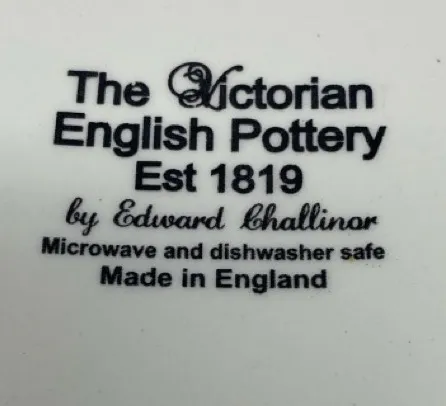 The Victorian
English Pottery
Est 1819
by Edward Challinor
Microwave and dishwasher safe
Made in England